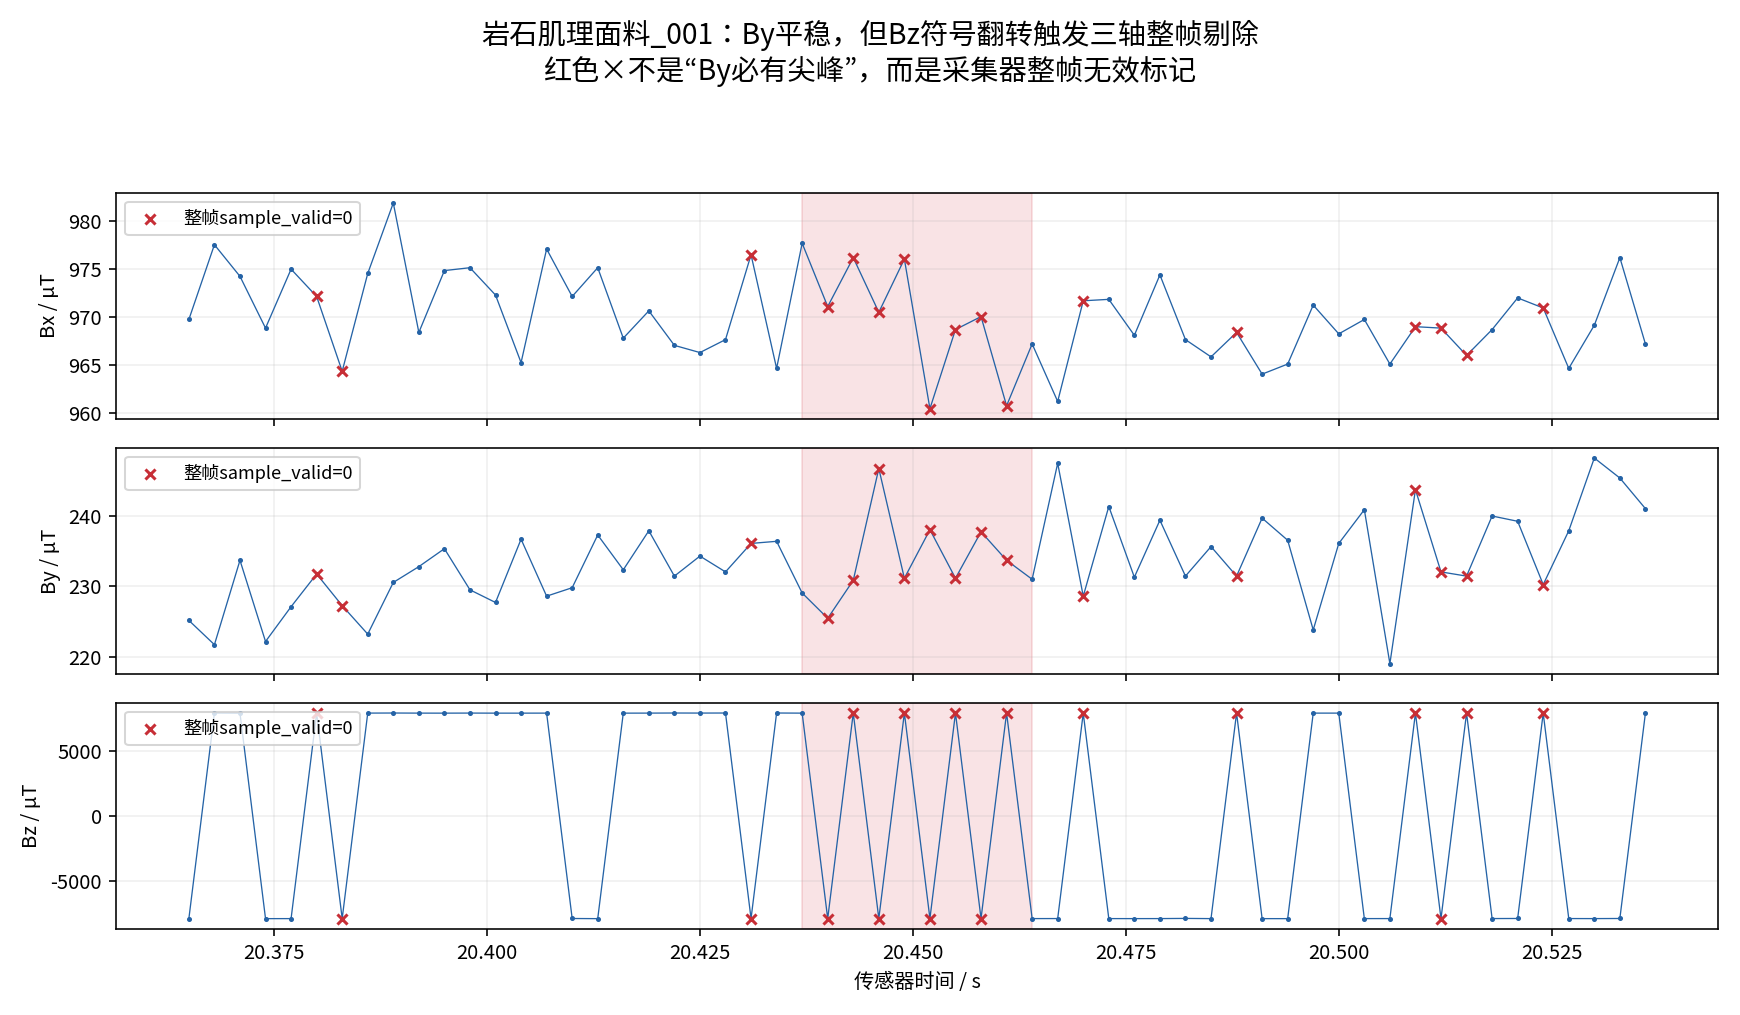 岩石肌理面料_001：By平稳，但Bz符号翻转触发三轴整帧剔除
红色×不是“By必有尖峰”，而是采集器整帧无效标记
整帧sample_valid=0
Bx / μT
980
975
970
965
960
整帧sample_valid=0
By / μT
240
230
220
整帧sample_valid=0
Bz / μT
5000
0
-5000
20.375
20.400
20.425
20.450
20.475
20.500
20.525
传感器时间 / s